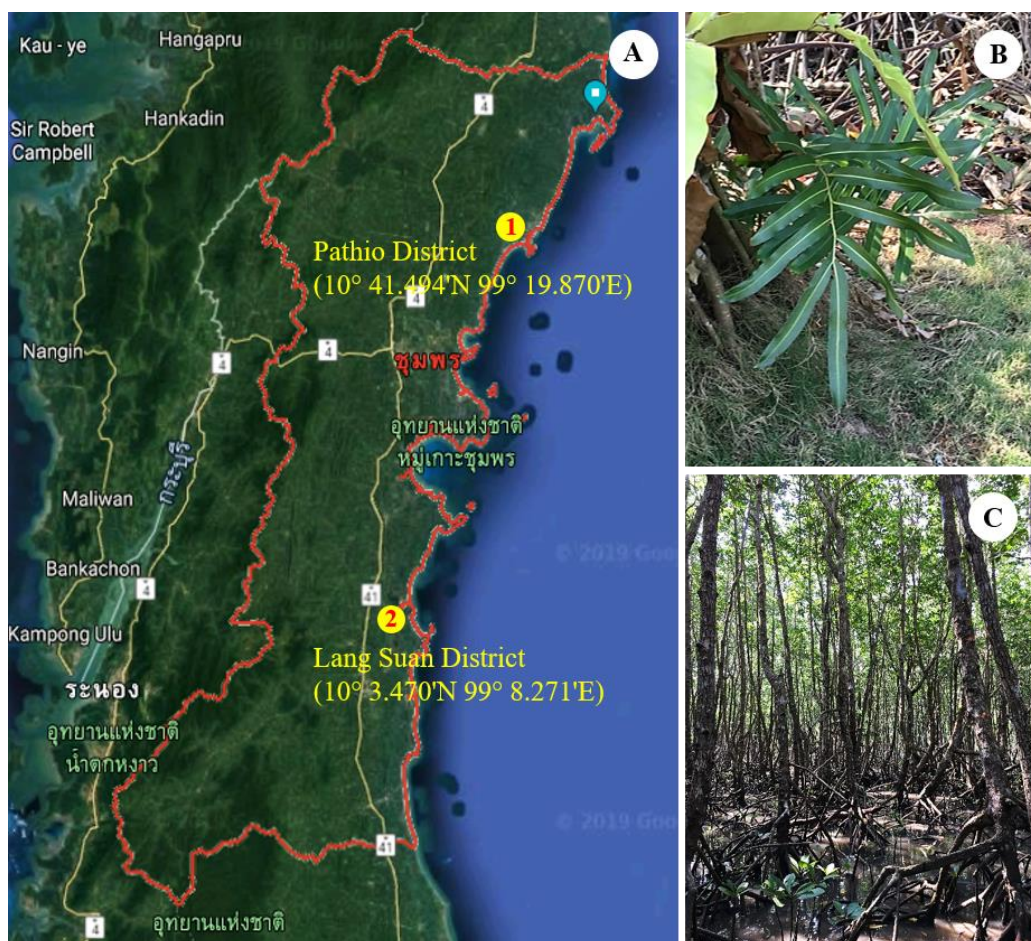 Kau - ye
Hangapru
A
4
Hankadin
Sir Robert
Campbell
1
Pathio District
(10° 41.494'N 99° 19.870'E)
4
Nangin
4
4
ชุมพร
อุทยานแห่งชาติ
หมู่เกาะชุมพร
กระบุรี
Maliwan
© 2019 Goo
Bankachon
4
41
2
Kampong Ulu
Lang Suan District
(10° 3.470'N 99° 8.271'E)
ระนอง
อุทยานแห่งชาติ
น้ำตกหงาว
© 2019 Goo
41
4
อุทยานแห่งชาติ
B
C